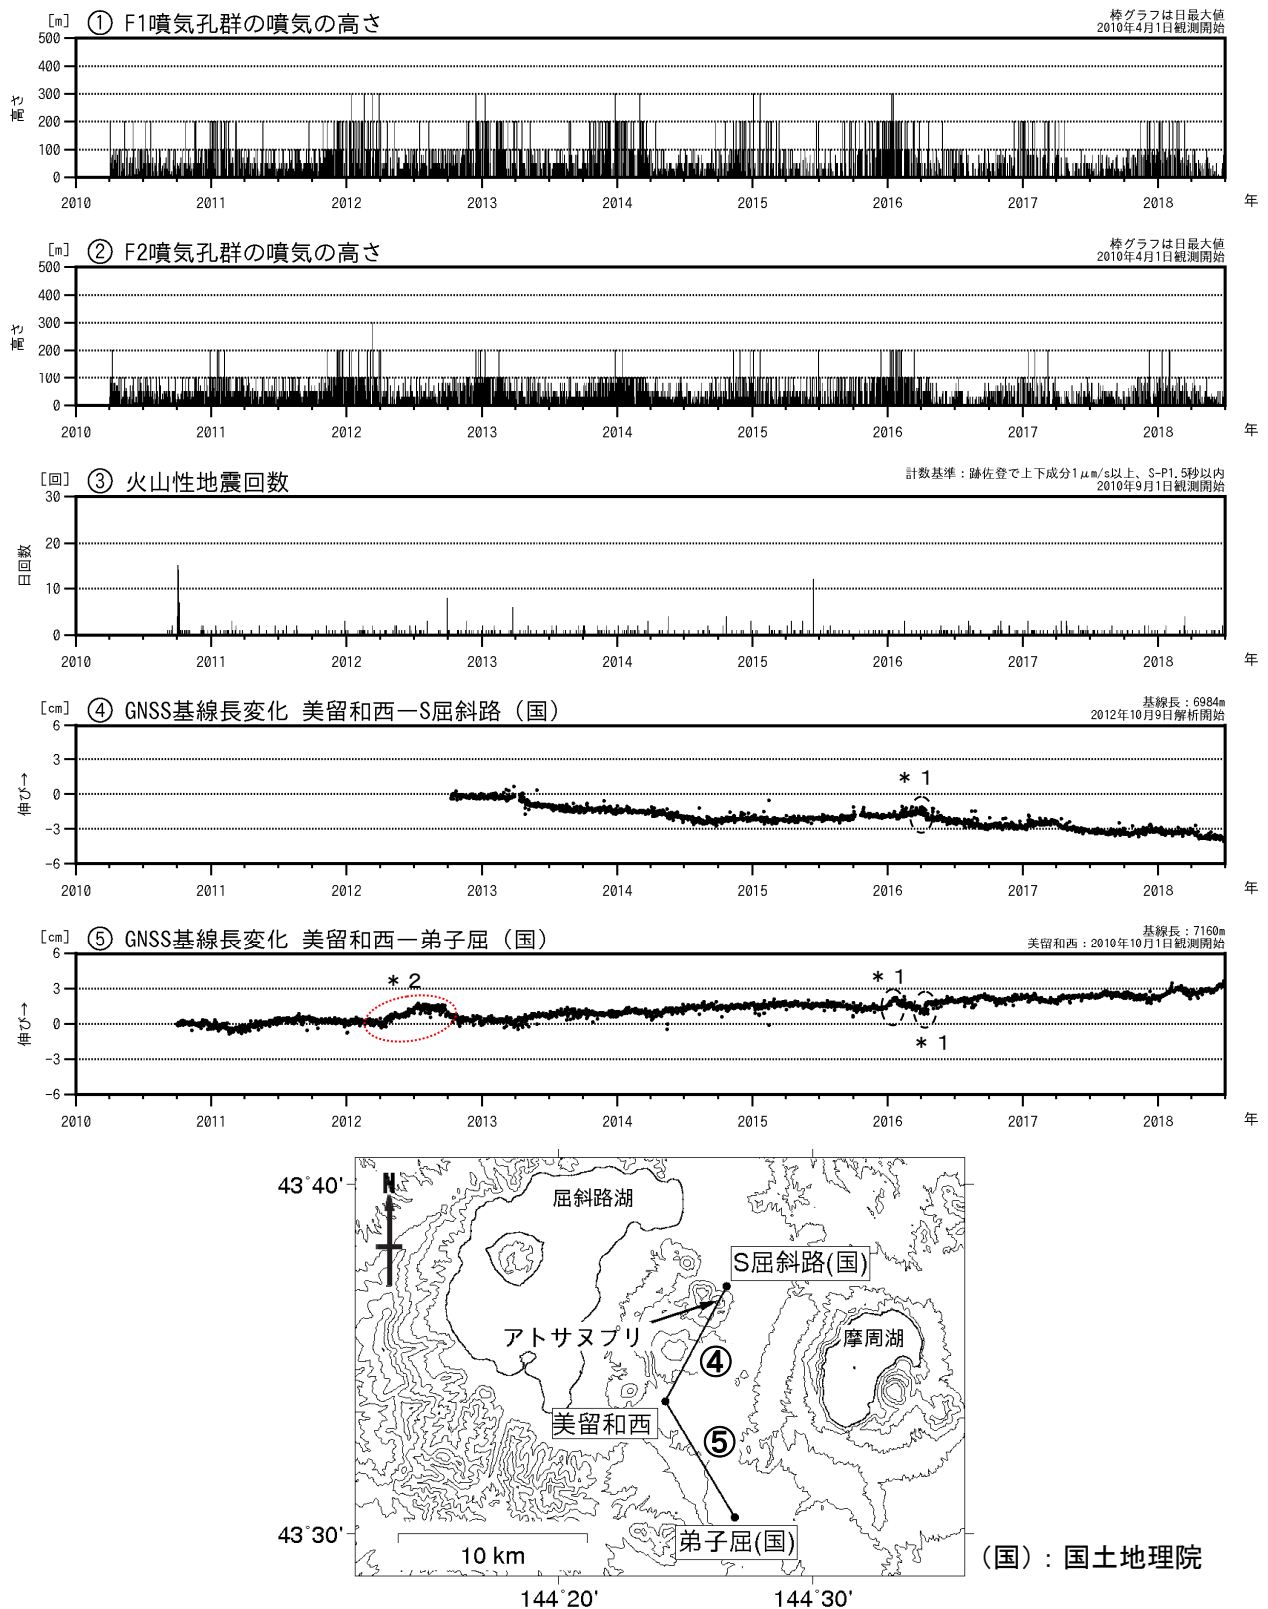 [m] ① F1噴気孔群の噴気の高さ
棒グラフは日最大値
2010年4月1日観測開始
500
400
300
200
100
0
高さ
2010 2011 2012 2013 2014 2015 2016 2017 2018 年
[m] ② F2噴気孔群の噴気の高さ
棒グラフは日最大値
2010年4月1日観測開始
500
400
300
200
100
0
高さ
2010 2011 2012 2013 2014 2015 2016 2017 2018 年
[回] ③ 火山性地震回数
計数基準：跡佐登で上下成分1μm/s以上、S-P1.5秒以内
2010年9月1日観測開始
30
20
10
0
日回数
2010 2011 2012 2013 2014 2015 2016 2017 2018 年
[cm] ④ GNSS基線長変化 美留和西－S屈斜路（国）
基線長：6984m
2012年10月9日解析開始
6
3
0
-3
-6
伸び→
＊1
2010 2011 2012 2013 2014 2015 2016 2017 2018 年
[cm] ⑤ GNSS基線長変化 美留和西－弟子屈（国）
基線長：7160m
美留和西：2010年10月1日観測開始
6
3
0
-3
-6
伸び→
＊2
＊1
＊1
2010 2011 2012 2013 2014 2015 2016 2017 2018 年
43°40'
N
屈斜路湖
S屈斜路(国)
アトサヌプリ
摩周湖
④
美留和西
⑤
43°30'
10 km
弟子屈(国)
（国）：国土地理院
144°20' 144°30'